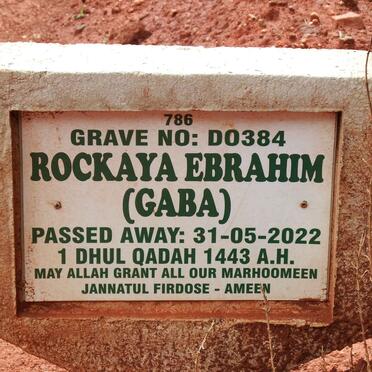 786
GRAVE NO: DO384
ROCKAYA EBRAHIM
(GABA)
PASSED AWAY: 31-05-2022
1 DHUL QADAH 1443 A.H.
MAY ALLAH GRANT ALL OUR MARHOOMEEN
JANNATUL FIRDOSE - AMEEN